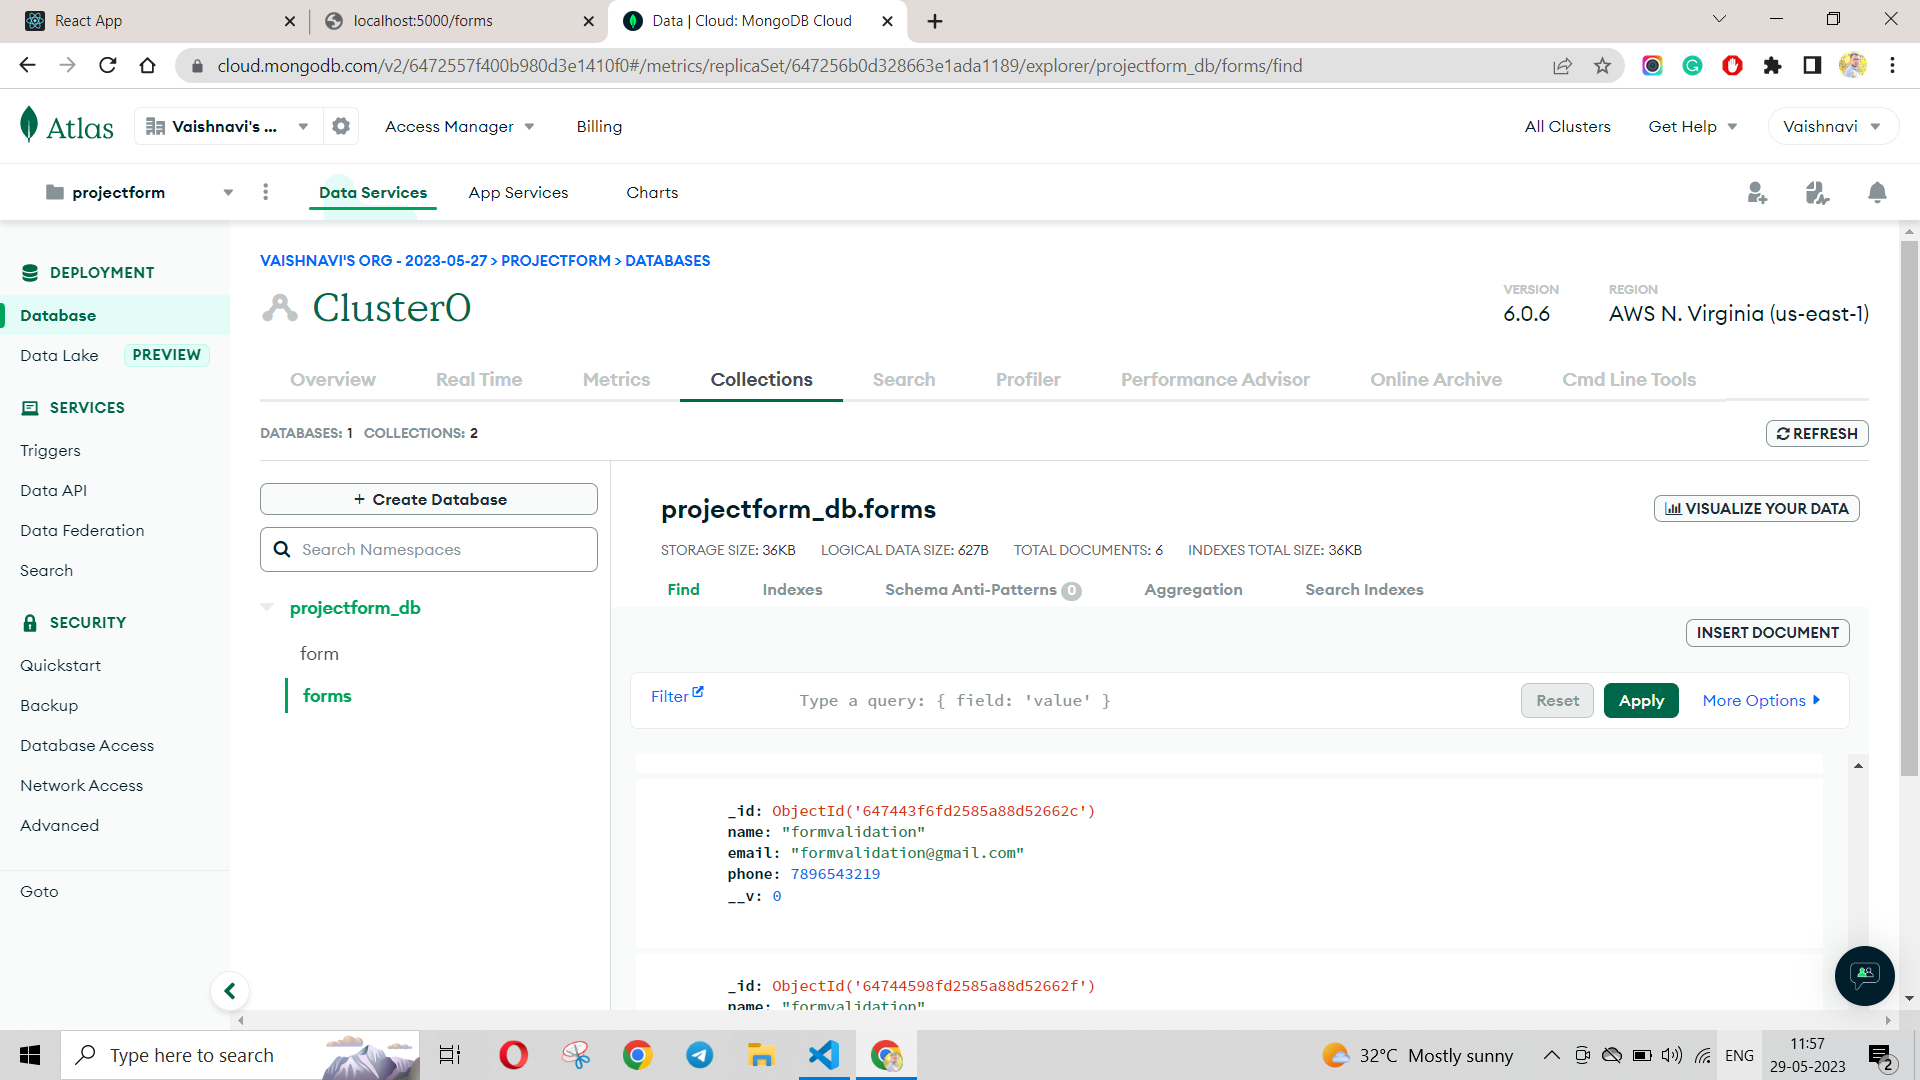 React App
localhost:5000/forms
Data | Cloud: MongoDB Cloud
cloud.mongodb.com/v2/6472557f400b980d3e1410f0#/metrics/replicaSet/647256b0d328663e1ada1189/explorer/projectform_db/forms/find
Atlas
Vaishnavi's ...
Access Manager
Billing
All Clusters
Get Help
Vaishnavi
projectform
Data Services
App Services
Charts
DEPLOYMENT
Database
Data Lake
PREVIEW
SERVICES
Triggers
Data API
Data Federation
Search
SECURITY
Quickstart
Backup
Database Access
Network Access
Advanced
Goto
VAISHNAVI'S ORG - 2023-05-27 > PROJECTFORM > DATABASES
Cluster0
VERSION
6.0.6
REGION
AWS N. Virginia (us-east-1)
Overview
Real Time
Metrics
Collections
Search
Profiler
Performance Advisor
Online Archive
Cmd Line Tools
DATABASES: 1 COLLECTIONS: 2
REFRESH
+ Create Database
Search Namespaces
projectform_db
form
forms
projectform_db.forms
VISUALIZE YOUR DATA
STORAGE SIZE: 36KB
LOGICAL DATA SIZE: 627B
TOTAL DOCUMENTS: 6
INDEXES TOTAL SIZE: 36KB
Find
Indexes
Schema Anti-Patterns 0
Aggregation
Search Indexes
INSERT DOCUMENT
Filter
Type a query: { field: 'value' }
Reset
Apply
More Options
_id: ObjectId('647443f6fd2585a88d52662c')
name: "formvalidation"
email: "formvalidation@gmail.com"
phone: 7896543219
__v: 0
_id: ObjectId('64744598fd2585a88d52662f')
name: "formvalidation"
Type here to search
32°C Mostly sunny
ENG
11:57
29-05-2023
2